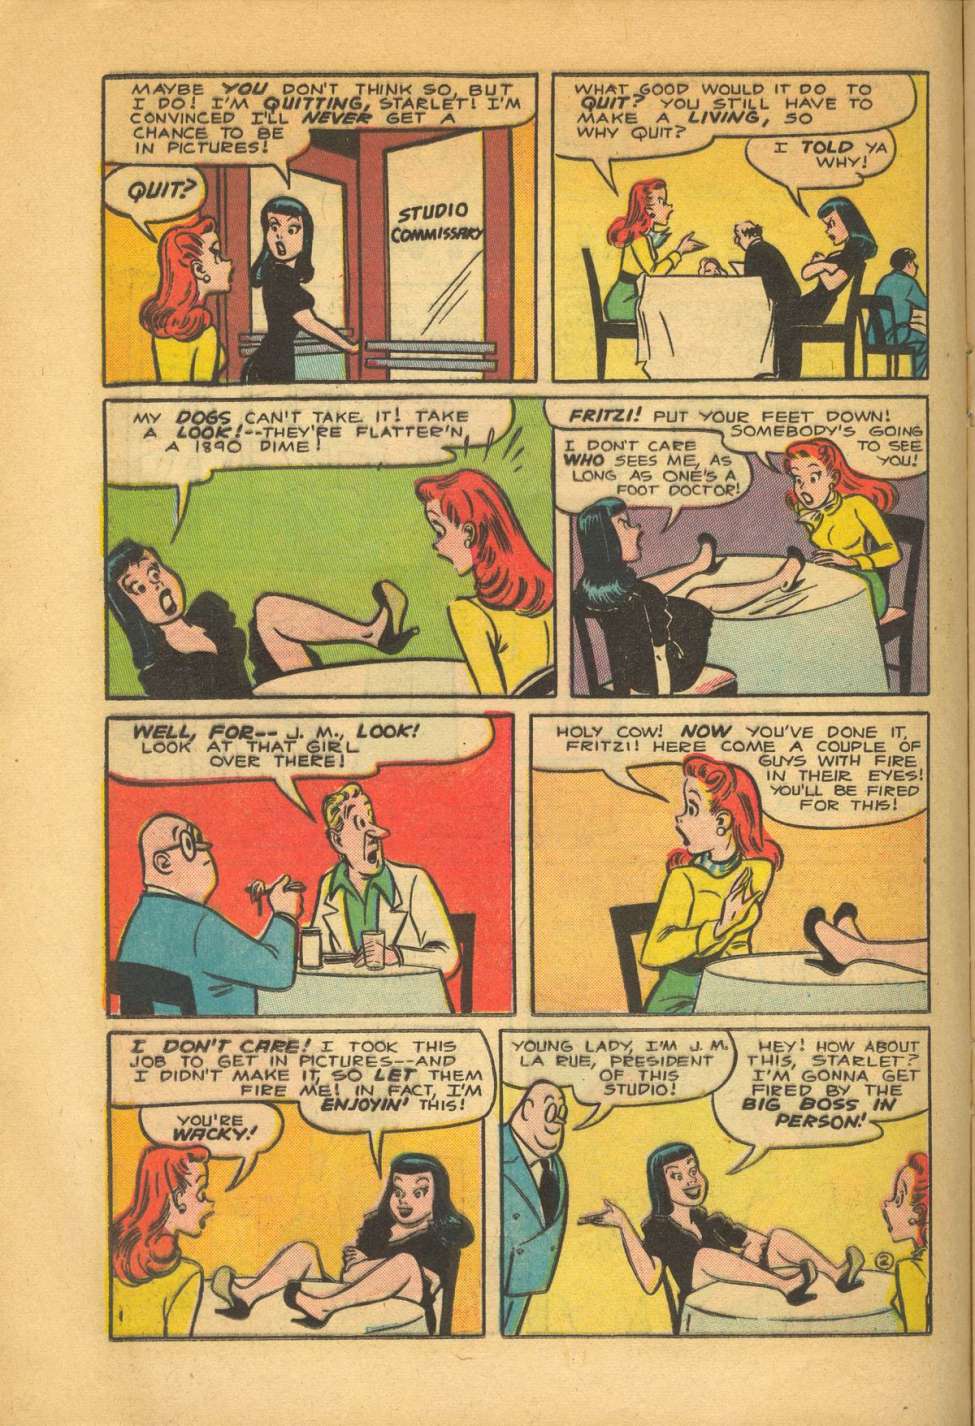 MAYBE YOU DON'T THINK SO, BUT
I DO! I'M QUITTING, STARLET! I'M
CONVINCED I'LL NEVER GET A
CHANCE TO BE
IN PICTURES!
QUIT?
STUDIO
COMMISSARY
WHAT GOOD WOULD IT DO TO
QUIT? YOU STILL HAVE TO
MAKE A LIVING, SO
WHY QUIT?
I TOLD YA
WHY!
MY DOGS CAN'T TAKE IT! TAKE
A LOOK!--THEY'RE FLATTER'N
A 1890 DIME!
FRITZI! PUT YOUR FEET DOWN!
SOMEBODY'S GOING
TO SEE
YOU!
I DON'T CARE
WHO SEES ME, AS
LONG AS ONE'S A
FOOT DOCTOR!
WELL, FOR-- J. M., LOOK!
LOOK AT THAT GIRL
OVER THERE!
HOLY COW! NOW YOU'VE DONE IT,
FRITZI! HERE COME A COUPLE OF
GUYS WITH FIRE
IN THEIR EYES!
YOU'LL BE FIRED
FOR THIS!
I DON'T CARE! I TOOK THIS
JOB TO GET IN PICTURES--AND
I DIDN'T MAKE IT, SO LET THEM
FIRE ME! IN FACT, I'M
ENJOYIN' THIS!
YOU'RE
WACKY!
YOUNG LADY, I'M J. M.
LA RUE, PRESIDENT
OF THIS
STUDIO!
HEY! HOW ABOUT
THIS, STARLET?
I'M GONNA GET
FIRED BY THE
BIG BOSS IN
PERSON!
2